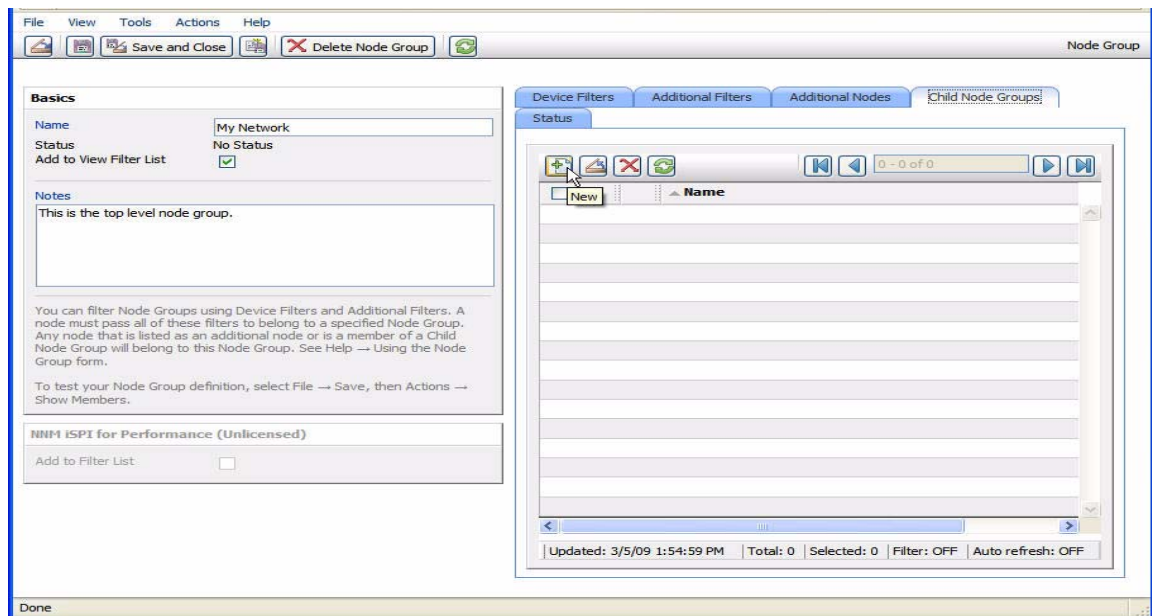 File View Tools Actions Help
Save and Close Delete Node Group Node Group
Basics
Name My Network
Status No Status
Add to View Filter List
Notes
This is the top level node group.
You can filter Node Groups using Device Filters and Additional Filters. A
node must pass all of these filters to belong to a specified Node Group.
Any node that is listed as an additional node or is a member of a Child
Node Group will belong to this Node Group. See Help → Using the Node
Group form.
To test your Node Group definition, select File → Save, then Actions →
Show Members.
NNM iSPI for Performance (Unlicensed)
Add to Filter List
Device Filters Additional Filters Additional Nodes Child Node Groups
Status
0 - 0 of 0
New
Name
Updated: 3/5/09 1:54:59 PM Total: 0 Selected: 0 Filter: OFF Auto refresh: OFF
Done